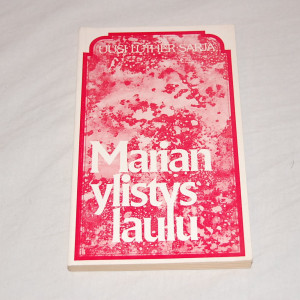 UUSI LUTHER SARJA
Marian
ylistys
laulu